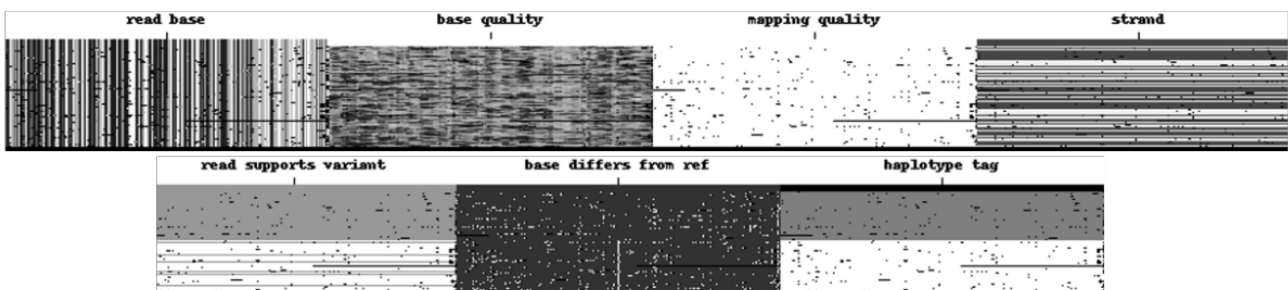 read base base quality mapping quality strand
read supports variant base differs from ref haplotype tag